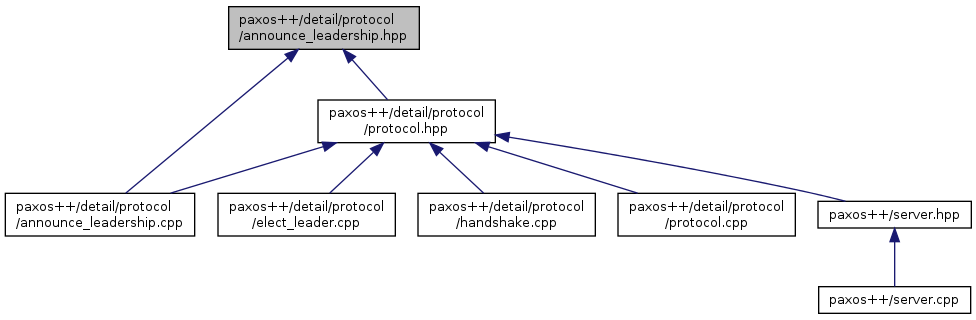 paxos++/detail/protocol
/announce_leadership.hpp
paxos++/detail/protocol
/protocol.hpp
paxos++/detail/protocol
/announce_leadership.cpp
paxos++/detail/protocol
/elect_leader.cpp
paxos++/detail/protocol
/handshake.cpp
paxos++/detail/protocol
/protocol.cpp
paxos++/server.hpp
paxos++/server.cpp